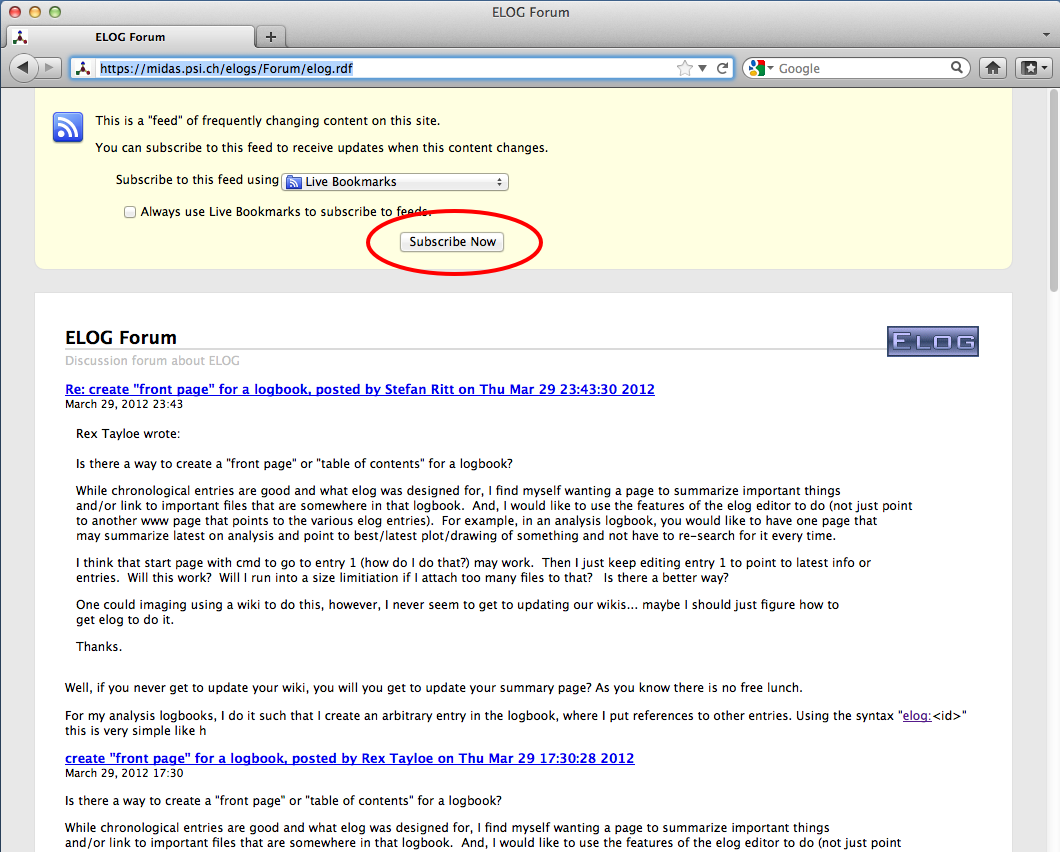 ELOG Forum
ELOG Forum
https://midas.psi.ch/elogs/Forum/elog.rdf
Google
This is a "feed" of frequently changing content on this site.
You can subscribe to this feed to receive updates when this content changes.
Subscribe to this feed using Live Bookmarks
Always use Live Bookmarks to subscribe to feeds.
Subscribe Now
ELOG Forum
ELOG
Discussion forum about ELOG
Re: create "front page" for a logbook, posted by Stefan Ritt on Thu Mar 29 23:43:30 2012
March 29, 2012 23:43
Rex Tayloe wrote:
Is there a way to create a "front page" or "table of contents" for a logbook?
While chronological entries are good and what elog was designed for, I find myself wanting a page to summarize important things
and/or link to important files that are somewhere in that logbook.  And, I would like to use the features of the elog editor to do (not just point
to another www page that points to the various elog entries).  For example, in an analysis logbook, you would like to have one page that
may summarize latest on analysis and point to best/latest plot/drawing of something and not have to re-search for it every time.
I think that start page with cmd to go to entry 1 (how do I do that?) may work.  Then I just keep editing entry 1 to point to latest info or
entries.  Will this work?  Will I run into a size limitiation if I attach too many files to that?   Is there a better way?
One could imaging using a wiki to do this, however, I never seem to get to updating our wikis... maybe I should just figure how to
get elog to do it.
Thanks.
Well, if you never get to update your wiki, you will you get to update your summary page? As you know there is no free lunch.
For my analysis logbooks, I do it such that I create an arbitrary entry in the logbook, where I put references to other entries. Using the syntax "elog:<id>"
this is very simple like h
create "front page" for a logbook, posted by Rex Tayloe on Thu Mar 29 17:30:28 2012
March 29, 2012 17:30
Is there a way to create a "front page" or "table of contents" for a logbook?
While chronological entries are good and what elog was designed for, I find myself wanting a page to summarize important things
and/or link to important files that are somewhere in that logbook.  And, I would like to use the features of the elog editor to do (not just point